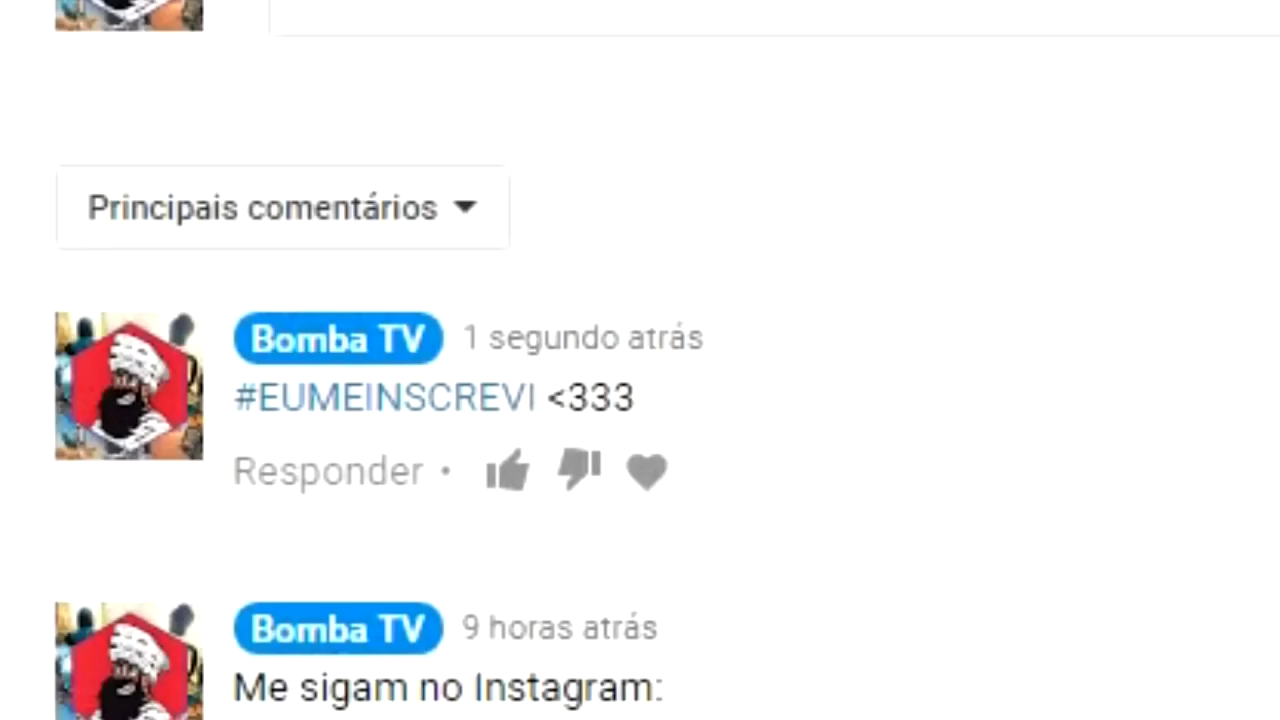 Principais comentários
Bomba TV 1 segundo atrás
#EUMEINSCREVI <333
Responder •
Bomba TV 9 horas atrás
Me sigam no Instagram: